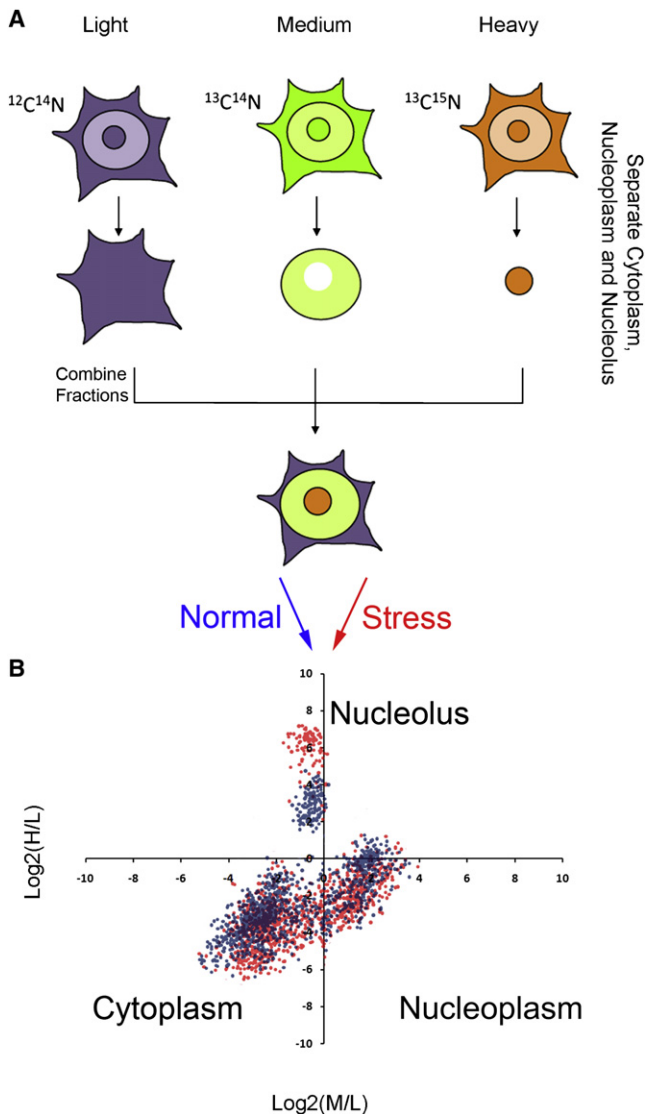 A
Light Medium Heavy
¹²C¹⁴N ¹³C¹⁴N ¹³C¹⁵N
Separate Cytoplasm,
Nucleoplasm and Nucleolus
Combine
Fractions
Normal Stress
B
10
Nucleolus
8
6
4
2
Log2(H/L)
-10 -8 -6 -4 -2 0 2 4 6 8 10
-2
-4
-6
Cytoplasm Nucleoplasm
-8
-10
Log2(M/L)